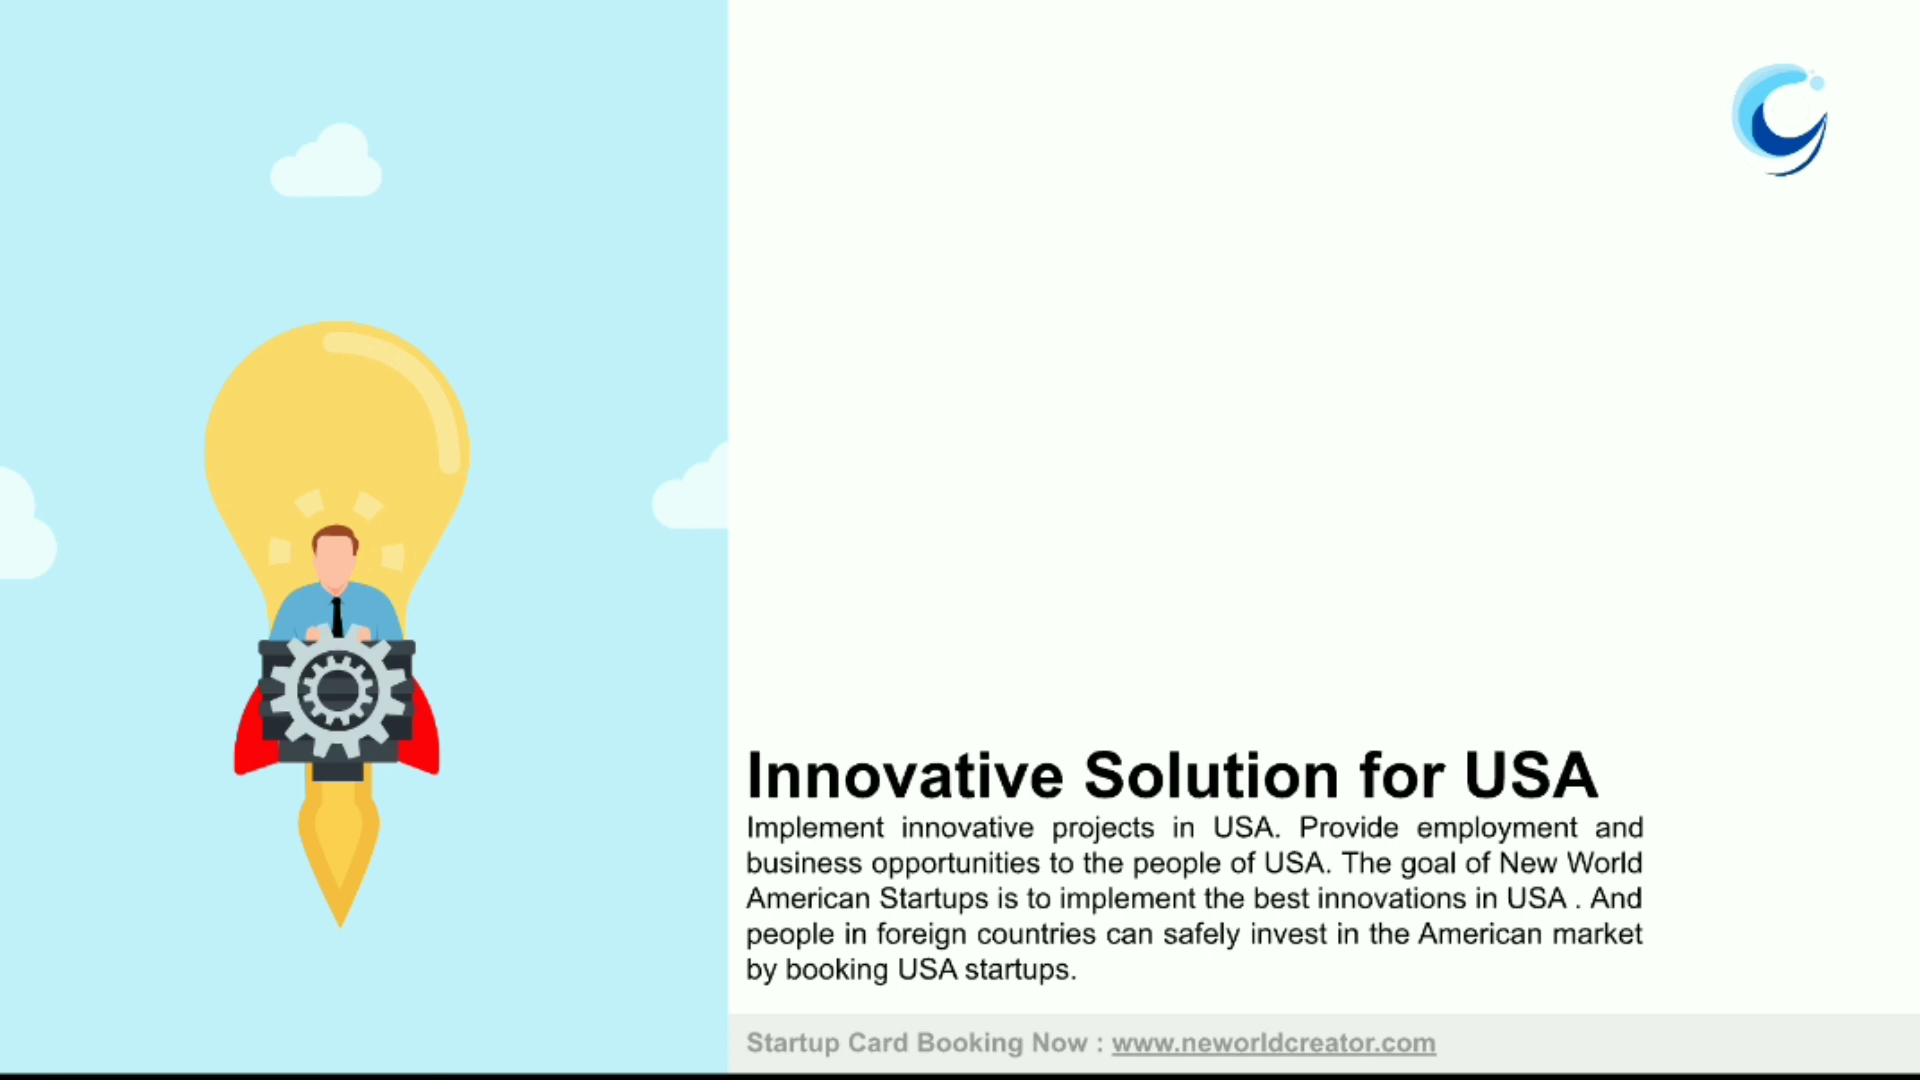 Innovative Solution for USA
Implement innovative projects in USA. Provide employment and
business opportunities to the people of USA. The goal of New World
American Startups is to implement the best innovations in USA . And
people in foreign countries can safely invest in the American market
by booking USA startups.
Startup Card Booking Now : www.neworldcreator.com